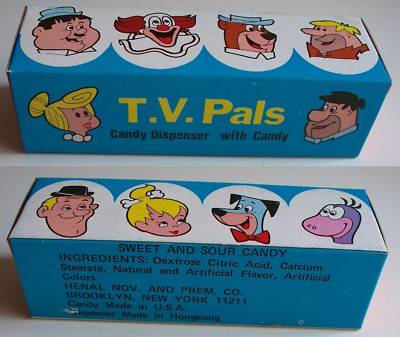 T.V. Pals
Candy Dispenser with Candy
SWEET AND SOUR CANDY
INGREDIENTS: Dextrose Citric Acid, Calcium
Stearate, Natural and Artificial Flavor, Artificial
Colors.
HENAL NOV. AND PREM. CO.
BROOKLYN, NEW YORK 11211
Candy Made in U.S.A.
Dispenser Made in Hongkong